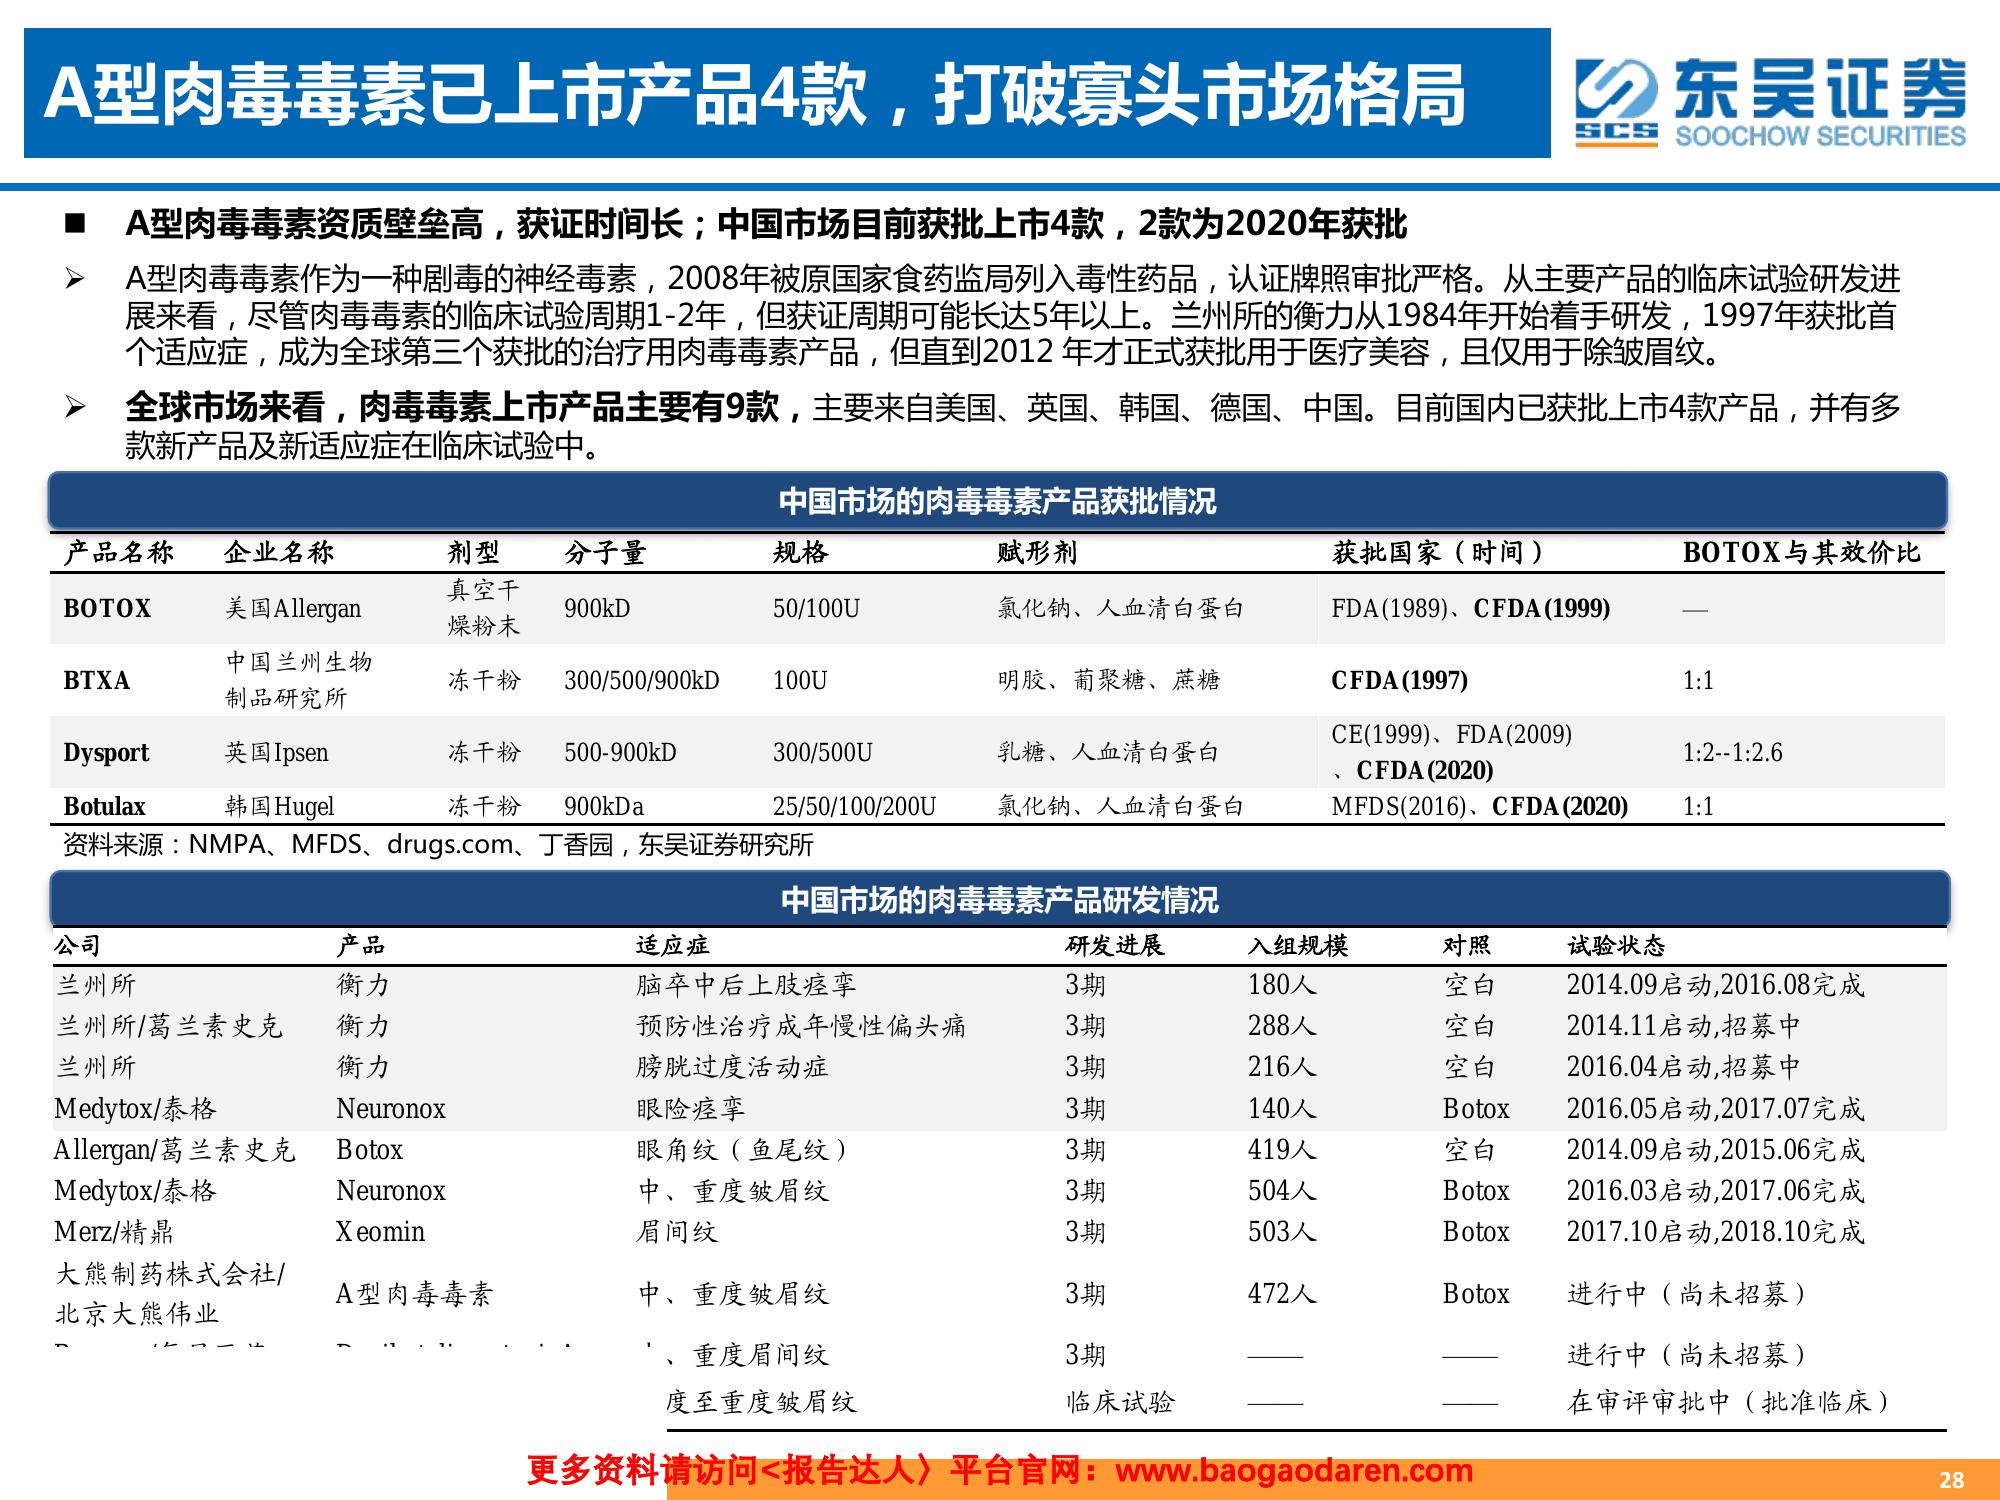 A型肉毒毒素已上市产品4款，打破寡头市场格局
东吴证券
SCS
SOOCHOW SECURITIES
■ A型肉毒毒素资质壁垒高，获证时间长；中国市场目前获批上市4款，2款为2020年获批
➢ A型肉毒毒素作为一种剧毒的神经毒素，2008年被原国家食药监局列入毒性药品，认证牌照审批严格。从主要产品的临床试验研发进
展来看，尽管肉毒毒素的临床试验周期1-2年，但获证周期可能长达5年以上。兰州所的衡力从1984年开始着手研发，1997年获批首
个适应症，成为全球第三个获批的治疗用肉毒毒素产品，但直到2012 年才正式获批用于医疗美容，且仅用于除皱眉纹。
➢ 全球市场来看，肉毒毒素上市产品主要有9款，主要来自美国、英国、韩国、德国、中国。目前国内已获批上市4款产品，并有多
款新产品及新适应症在临床试验中。
中国市场的肉毒毒素产品获批情况
产品名称 企业名称 剂型 分子量 规格 赋形剂 获批国家（时间） BOTOX与其效价比
BOTOX 美国Allergan 真空干燥粉末 900kD 50/100U 氯化钠、人血清白蛋白 FDA(1989)、CFDA(1999) —
BTXA 中国兰州生物制品研究所 冻干粉 300/500/900kD 100U 明胶、葡聚糖、蔗糖 CFDA(1997) 1:1
Dysport 英国Ipsen 冻干粉 500-900kD 300/500U 乳糖、人血清白蛋白 CE(1999)、FDA(2009)、CFDA(2020) 1:2--1:2.6
Botulax 韩国Hugel 冻干粉 900kDa 25/50/100/200U 氯化钠、人血清白蛋白 MFDS(2016)、CFDA(2020) 1:1
资料来源：NMPA、MFDS、drugs.com、丁香园，东吴证券研究所
中国市场的肉毒毒素产品研发情况
公司 产品 适应症 研发进展 入组规模 对照 试验状态
兰州所 衡力 脑卒中后上肢痉挛 3期 180人 空白 2014.09启动,2016.08完成
兰州所/葛兰素史克 衡力 预防性治疗成年慢性偏头痛 3期 288人 空白 2014.11启动,招募中
兰州所 衡力 膀胱过度活动症 3期 216人 空白 2016.04启动,招募中
Medytox/泰格 Neuronox 眼险痉挛 3期 140人 Botox 2016.05启动,2017.07完成
Allergan/葛兰素史克 Botox 眼角纹（鱼尾纹） 3期 419人 空白 2014.09启动,2015.06完成
Medytox/泰格 Neuronox 中、重度皱眉纹 3期 504人 Botox 2016.03启动,2017.06完成
Merz/精鼎 Xeomin 眉间纹 3期 503人 Botox 2017.10启动,2018.10完成
大熊制药株式会社/北京大熊伟业 A型肉毒毒素 中、重度皱眉纹 3期 472人 Botox 进行中（尚未招募）
、重度眉间纹 3期 —— —— 进行中（尚未招募）
度至重度皱眉纹 临床试验 —— —— 在审评审批中（批准临床）
更多资料请访问<报告达人〉平台官网：www.baogaodaren.com
28